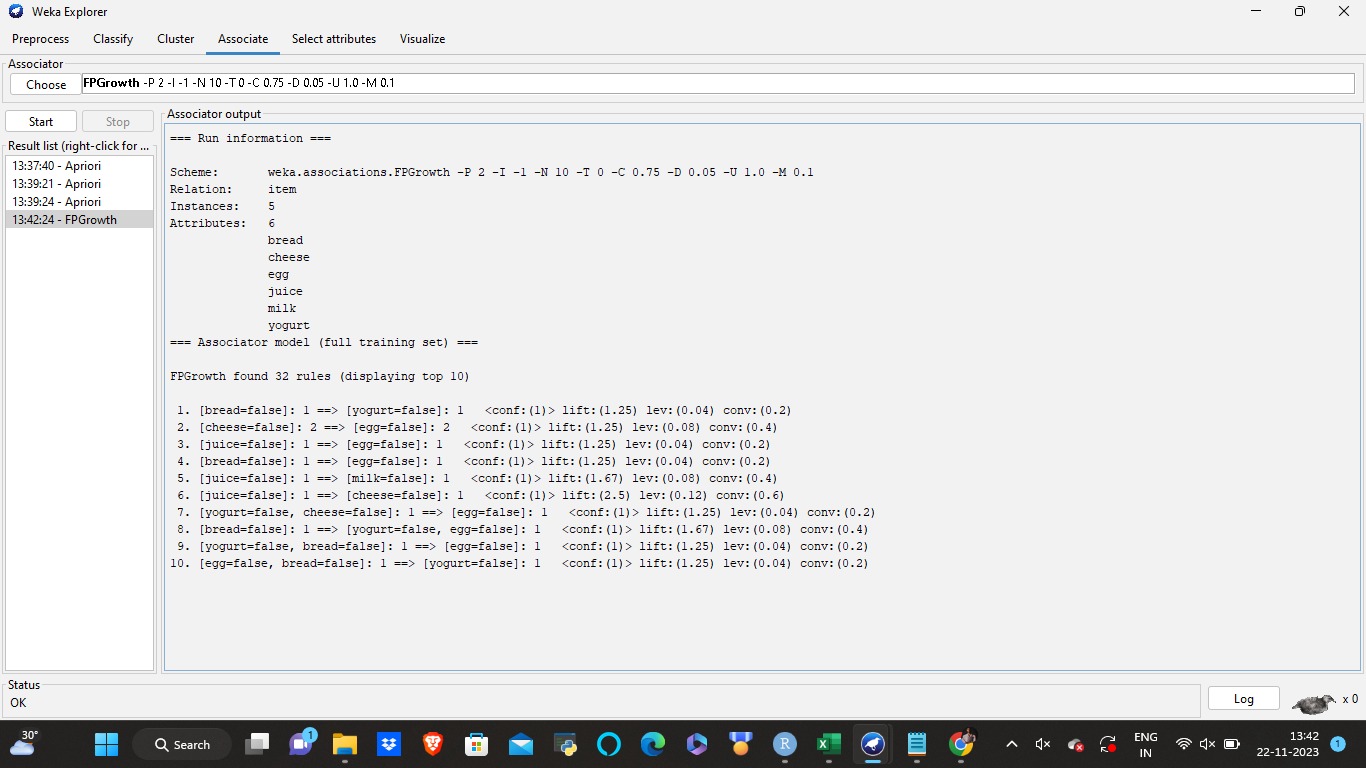 Weka Explorer
Preprocess Classify Cluster Associate Select attributes Visualize
Associator
Choose FPGrowth -P 2 -I -1 -N 10 -T 0 -C 0.75 -D 0.05 -U 1.0 -M 0.1
Start Stop
Result list (right-click for ...
13:37:40 - Apriori
13:39:21 - Apriori
13:39:24 - Apriori
13:42:24 - FPGrowth
Associator output
=== Run information ===
Scheme: weka.associations.FPGrowth -P 2 -I -1 -N 10 -T 0 -C 0.75 -D 0.05 -U 1.0 -M 0.1
Relation: item
Instances: 5
Attributes: 6
bread
cheese
egg
juice
milk
yogurt
=== Associator model (full training set) ===
FPGrowth found 32 rules (displaying top 10)
1. [bread=false]: 1 ==> [yogurt=false]: 1 <conf:(1)> lift:(1.25) lev:(0.04) conv:(0.2)
2. [cheese=false]: 2 ==> [egg=false]: 2 <conf:(1)> lift:(1.25) lev:(0.08) conv:(0.4)
3. [juice=false]: 1 ==> [egg=false]: 1 <conf:(1)> lift:(1.25) lev:(0.04) conv:(0.2)
4. [bread=false]: 1 ==> [egg=false]: 1 <conf:(1)> lift:(1.25) lev:(0.04) conv:(0.2)
5. [juice=false]: 1 ==> [milk=false]: 1 <conf:(1)> lift:(1.67) lev:(0.08) conv:(0.4)
6. [juice=false]: 1 ==> [cheese=false]: 1 <conf:(1)> lift:(2.5) lev:(0.12) conv:(0.6)
7. [yogurt=false, cheese=false]: 1 ==> [egg=false]: 1 <conf:(1)> lift:(1.25) lev:(0.04) conv:(0.2)
8. [bread=false]: 1 ==> [yogurt=false, egg=false]: 1 <conf:(1)> lift:(1.67) lev:(0.08) conv:(0.4)
9. [yogurt=false, bread=false]: 1 ==> [egg=false]: 1 <conf:(1)> lift:(1.25) lev:(0.04) conv:(0.2)
10. [egg=false, bread=false]: 1 ==> [yogurt=false]: 1 <conf:(1)> lift:(1.25) lev:(0.04) conv:(0.2)
Status
OK
Log x 0
30°
Search
1
R
ENG
IN
13:42
22-11-2023
1